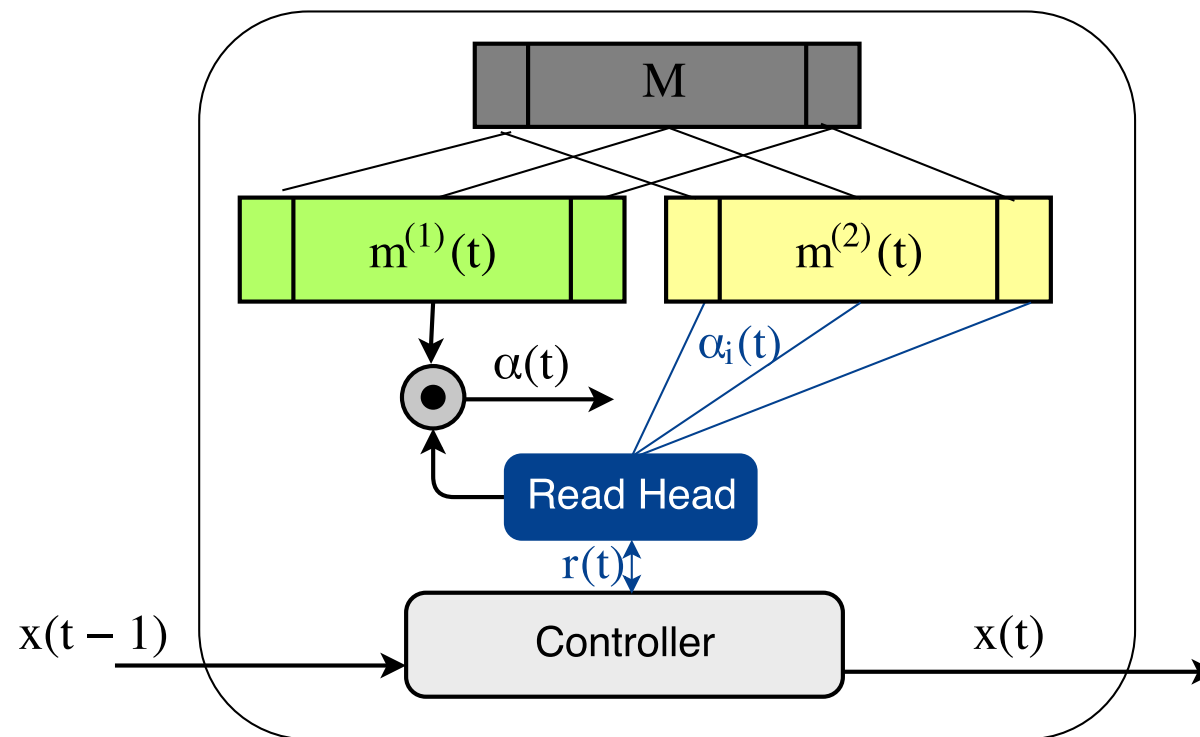 M
m⁽¹⁾(t)
m⁽²⁾(t)
α(t)
αᵢ(t)
Read Head
r(t)
x(t − 1)
Controller
x(t)